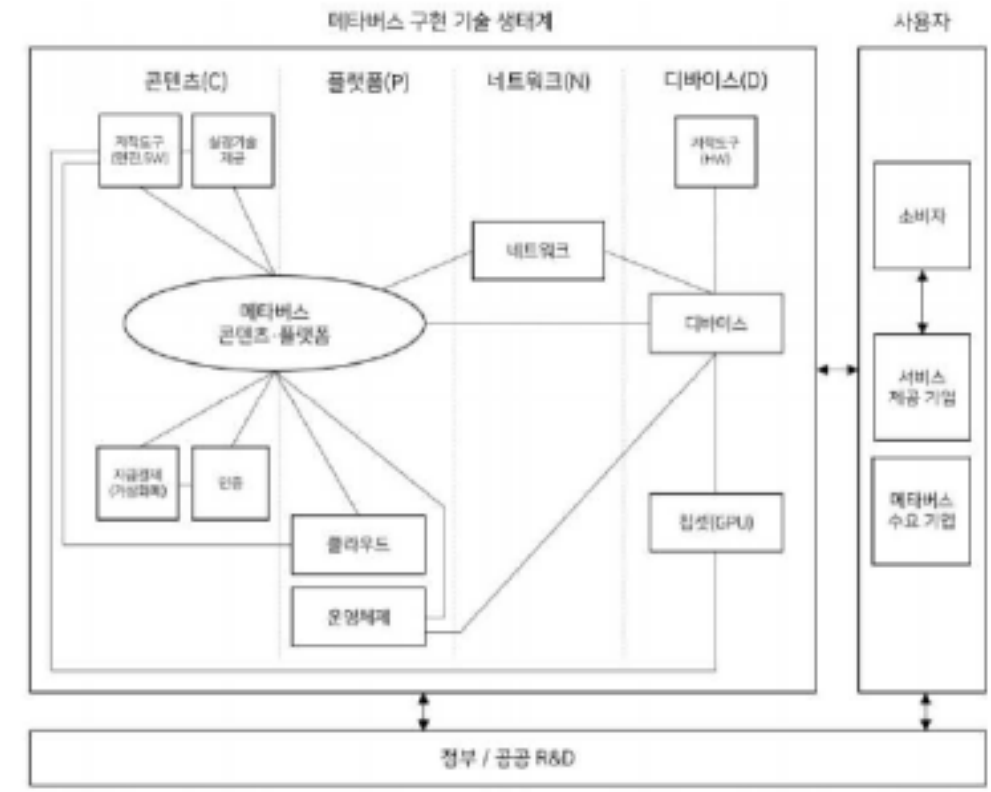 메타버스 구현 기술 생태계
사용자
콘텐츠(C)
플랫폼(P)
네트워크(N)
디바이스(D)
저작도구
(엔진,SW)
실감기술
제공
저작도구
(HW)
네트워크
메타버스
콘텐츠·플랫폼
디바이스
지급결제
(가상화폐)
인증
클라우드
운영체제
칩셋(GPU)
소비자
서비스
제공 기업
메타버스
수요 기업
정부 / 공공 R&D